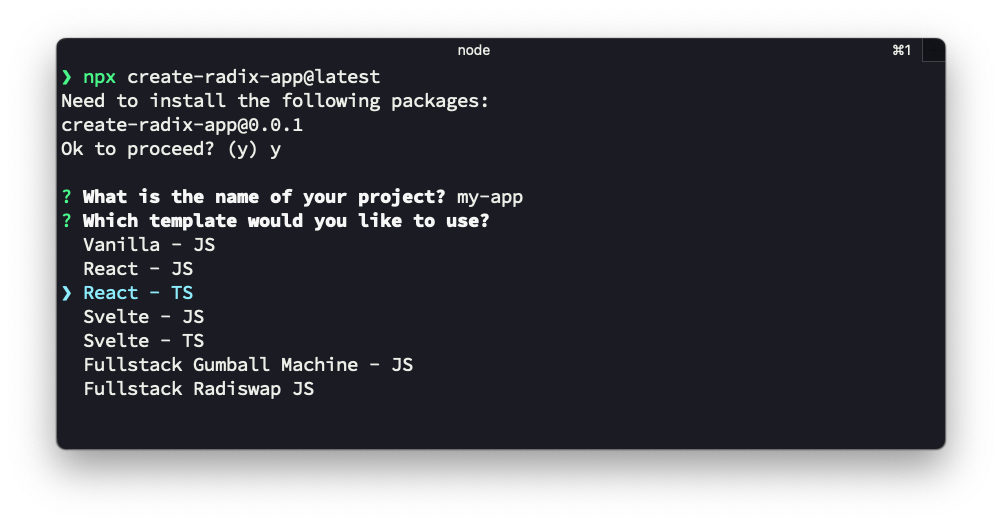 node
⌘1
❯ npx create-radix-app@latest
Need to install the following packages:
create-radix-app@0.0.1
Ok to proceed? (y) y
? What is the name of your project? my-app
? Which template would you like to use?
Vanilla - JS
React - JS
❯ React - TS
Svelte - JS
Svelte - TS
Fullstack Gumball Machine - JS
Fullstack Radiswap JS